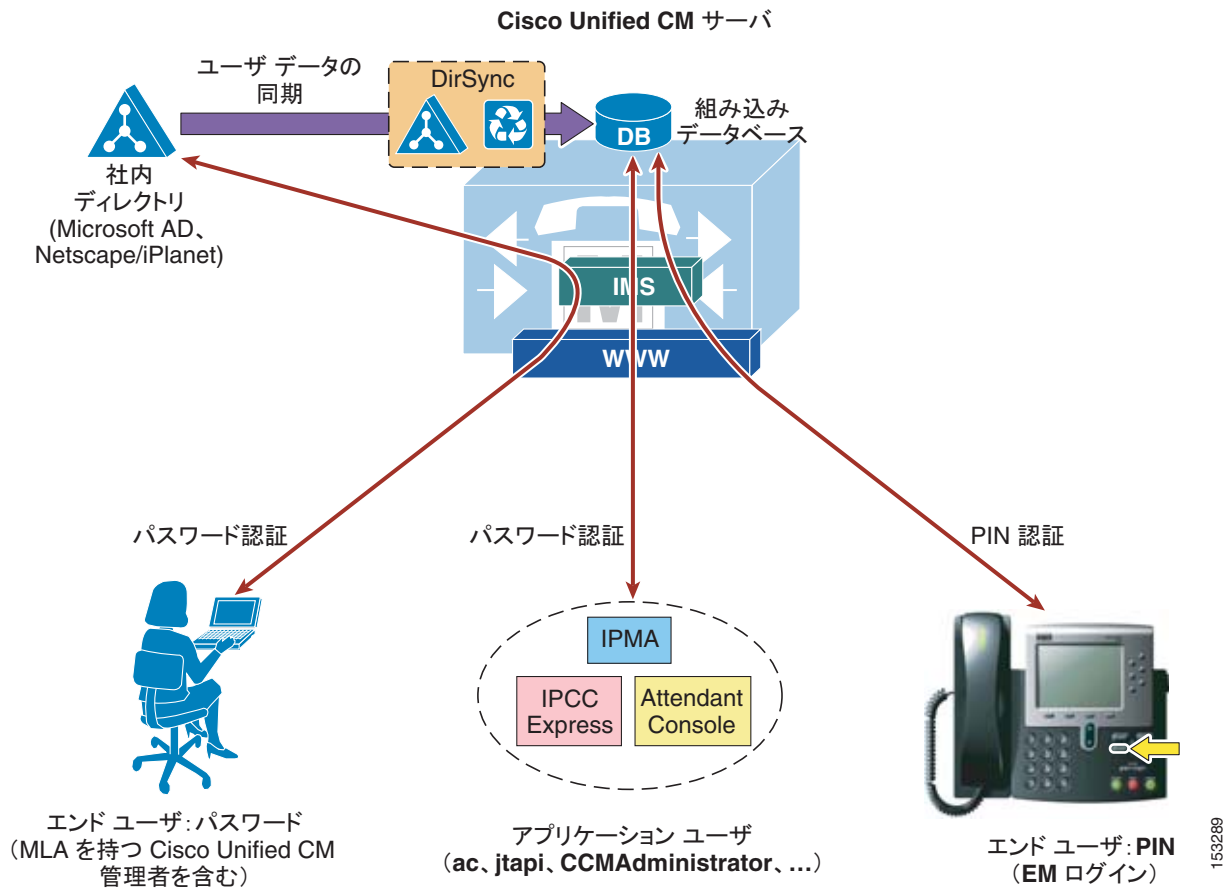 Cisco Unified CM サーバ
ユーザ データの
同期
DirSync
DB
組み込み
データベース
社内
ディレクトリ
(Microsoft AD、
Netscape/iPlanet)
IMS
WWW
パスワード認証
パスワード認証
PIN 認証
IPMA
IPCC
Express
Attendant
Console
エンド ユーザ：パスワード
（MLA を持つ Cisco Unified CM
管理者を含む）
アプリケーション ユーザ
（ac、jtapi、CCMAdministrator、...）
エンド ユーザ：PIN
（EM ログイン）
153289